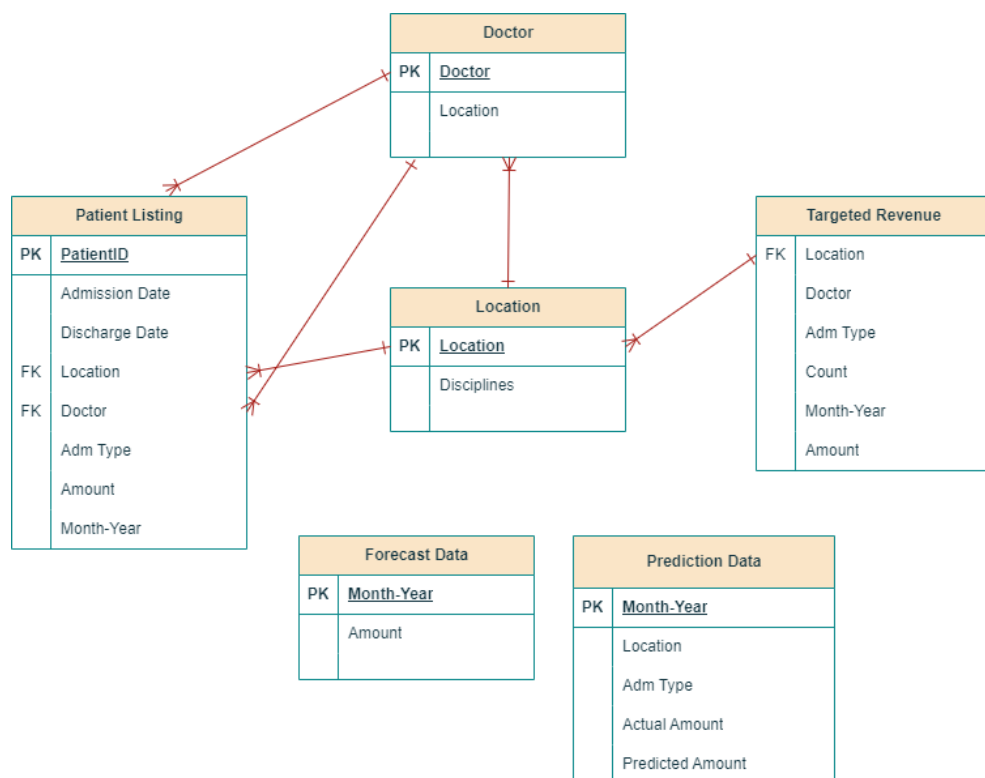 Doctor
PK Doctor
Location
Patient Listing
PK PatientID
Admission Date
Discharge Date
FK Location
FK Doctor
Adm Type
Amount
Month-Year
Location
PK Location
Disciplines
Targeted Revenue
FK Location
Doctor
Adm Type
Count
Month-Year
Amount
Forecast Data
PK Month-Year
Amount
Prediction Data
PK Month-Year
Location
Adm Type
Actual Amount
Predicted Amount